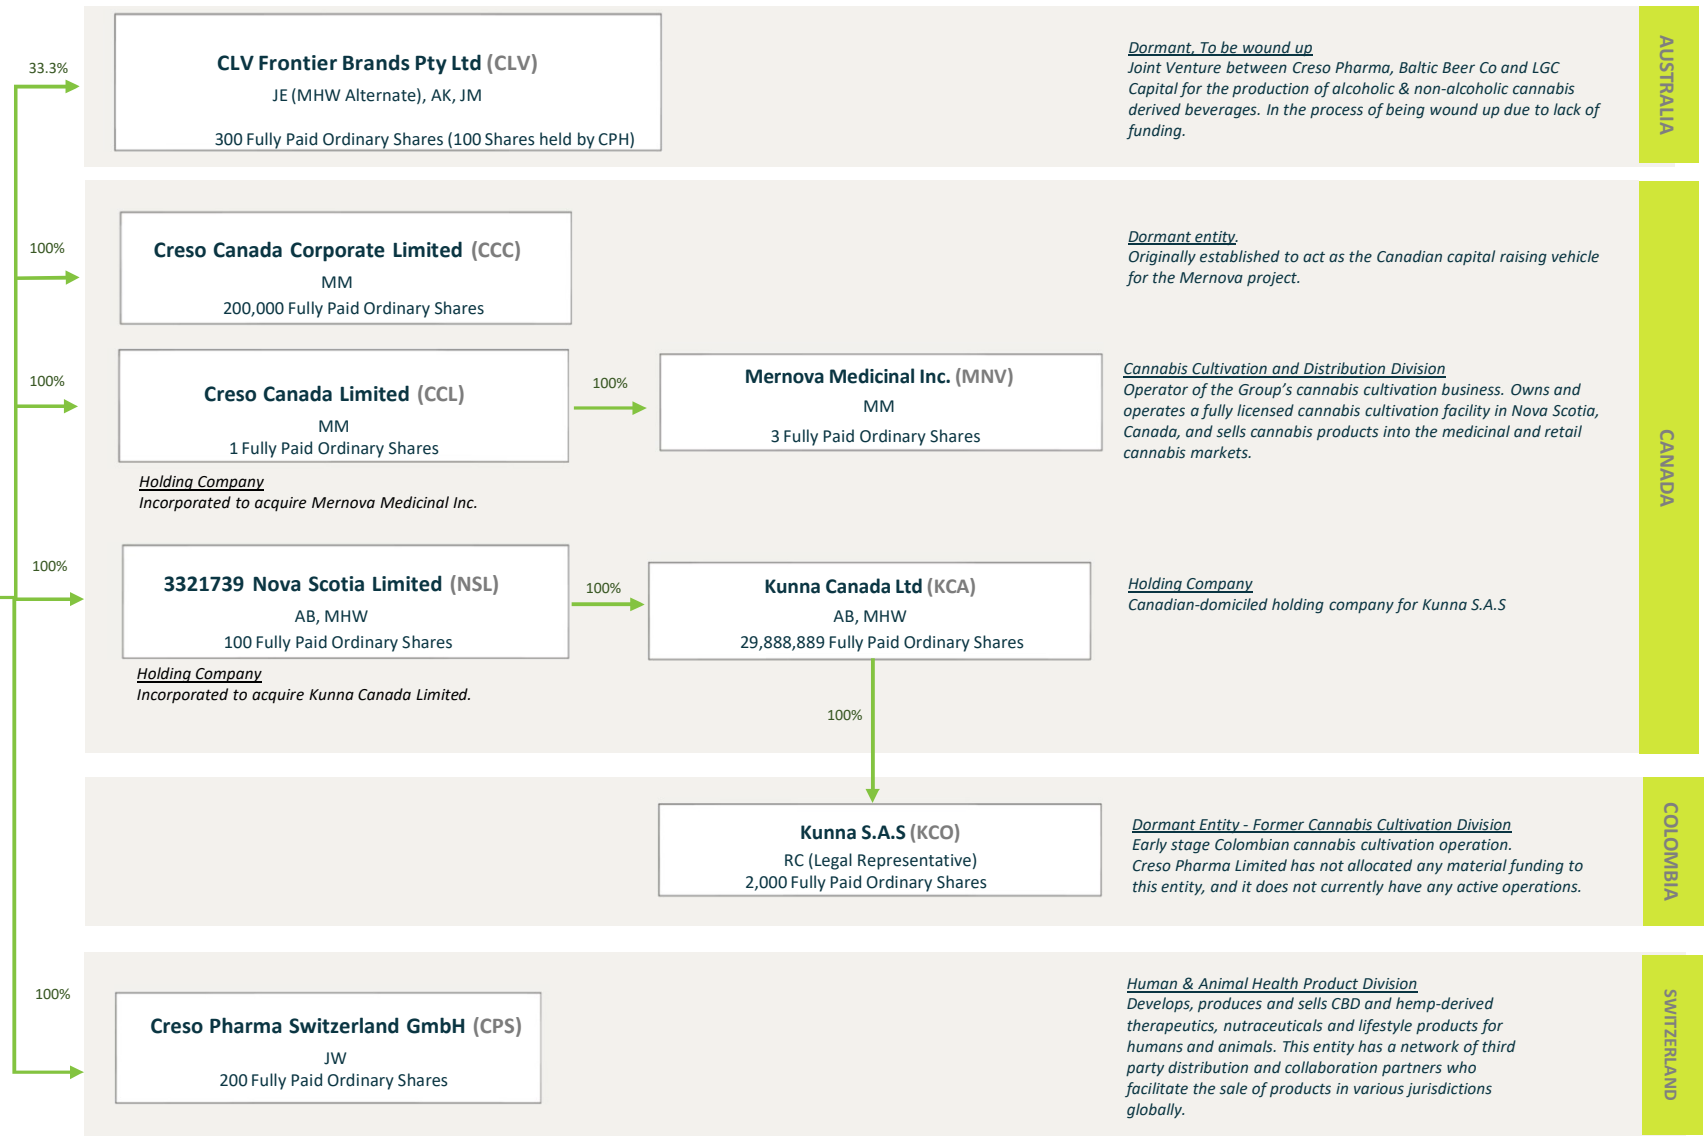 33.3%
CLV Frontier Brands Pty Ltd (CLV)
JE (MHW Alternate), AK, JM
300 Fully Paid Ordinary Shares (100 Shares held by CPH)
Dormant, To be wound up
Joint Venture between Creso Pharma, Baltic Beer Co and LGC
Capital for the production of alcoholic & non-alcoholic cannabis
derived beverages. In the process of being wound up due to lack of
funding.
AUSTRALIA
100%
Creso Canada Corporate Limited (CCC)
MM
200,000 Fully Paid Ordinary Shares
Dormant entity.
Originally established to act as the Canadian capital raising vehicle
for the Mernova project.
100%
Creso Canada Limited (CCL)
MM
1 Fully Paid Ordinary Shares
Holding Company
Incorporated to acquire Mernova Medicinal Inc.
100%
Mernova Medicinal Inc. (MNV)
MM
3 Fully Paid Ordinary Shares
Cannabis Cultivation and Distribution Division
Operator of the Group's cannabis cultivation business. Owns and
operates a fully licensed cannabis cultivation facility in Nova Scotia,
Canada, and sells cannabis products into the medicinal and retail
cannabis markets.
CANADA
100%
3321739 Nova Scotia Limited (NSL)
AB, MHW
100 Fully Paid Ordinary Shares
Holding Company
Incorporated to acquire Kunna Canada Limited.
100%
Kunna Canada Ltd (KCA)
AB, MHW
29,888,889 Fully Paid Ordinary Shares
Holding Company
Canadian-domiciled holding company for Kunna S.A.S
100%
Kunna S.A.S (KCO)
RC (Legal Representative)
2,000 Fully Paid Ordinary Shares
Dormant Entity - Former Cannabis Cultivation Division
Early stage Colombian cannabis cultivation operation.
Creso Pharma Limited has not allocated any material funding to
this entity, and it does not currently have any active operations.
COLOMBIA
100%
Creso Pharma Switzerland GmbH (CPS)
JW
200 Fully Paid Ordinary Shares
Human & Animal Health Product Division
Develops, produces and sells CBD and hemp-derived
therapeutics, nutraceuticals and lifestyle products for
humans and animals. This entity has a network of third
party distribution and collaboration partners who
facilitate the sale of products in various jurisdictions
globally.
SWITZERLAND